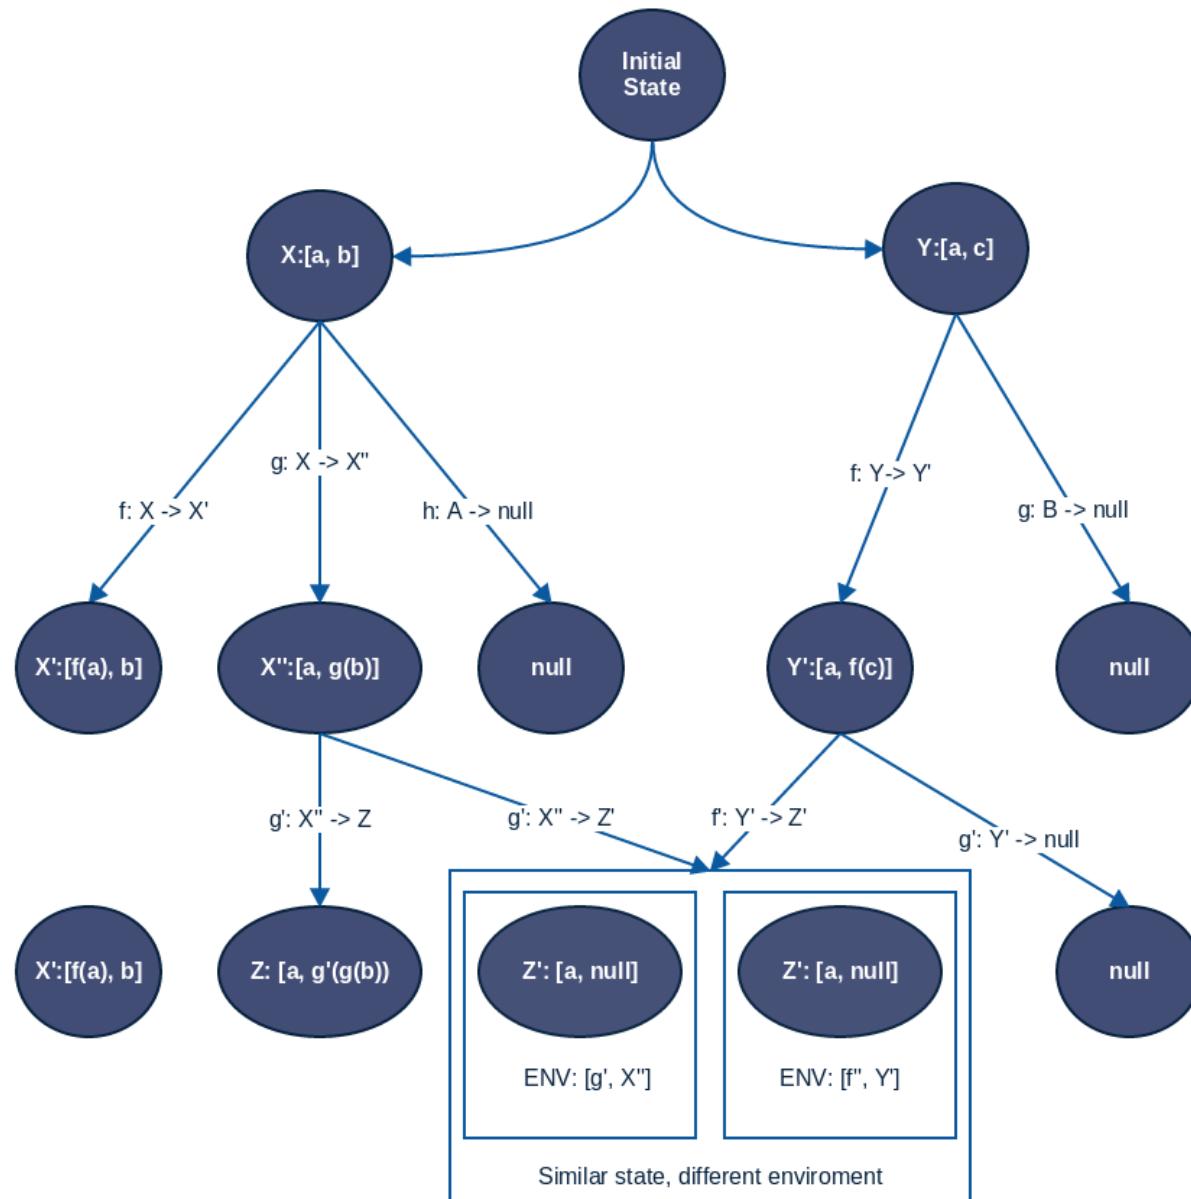 Initial
State
X:[a, b]
Y:[a, c]
g: X -> X"
f: Y-> Y'
f: X -> X'
h: A -> null
g: B -> null
X':[f(a), b]
X":[a, g(b)]
null
Y':[a, f(c)]
null
g': X" -> Z
g': X" -> Z'
f': Y' -> Z'
g': Y' -> null
X':[f(a), b]
Z: [a, g'(g(b))
Z': [a, null]
Z': [a, null]
null
ENV: [g', X"]
ENV: [f", Y']
Similar state, different enviroment